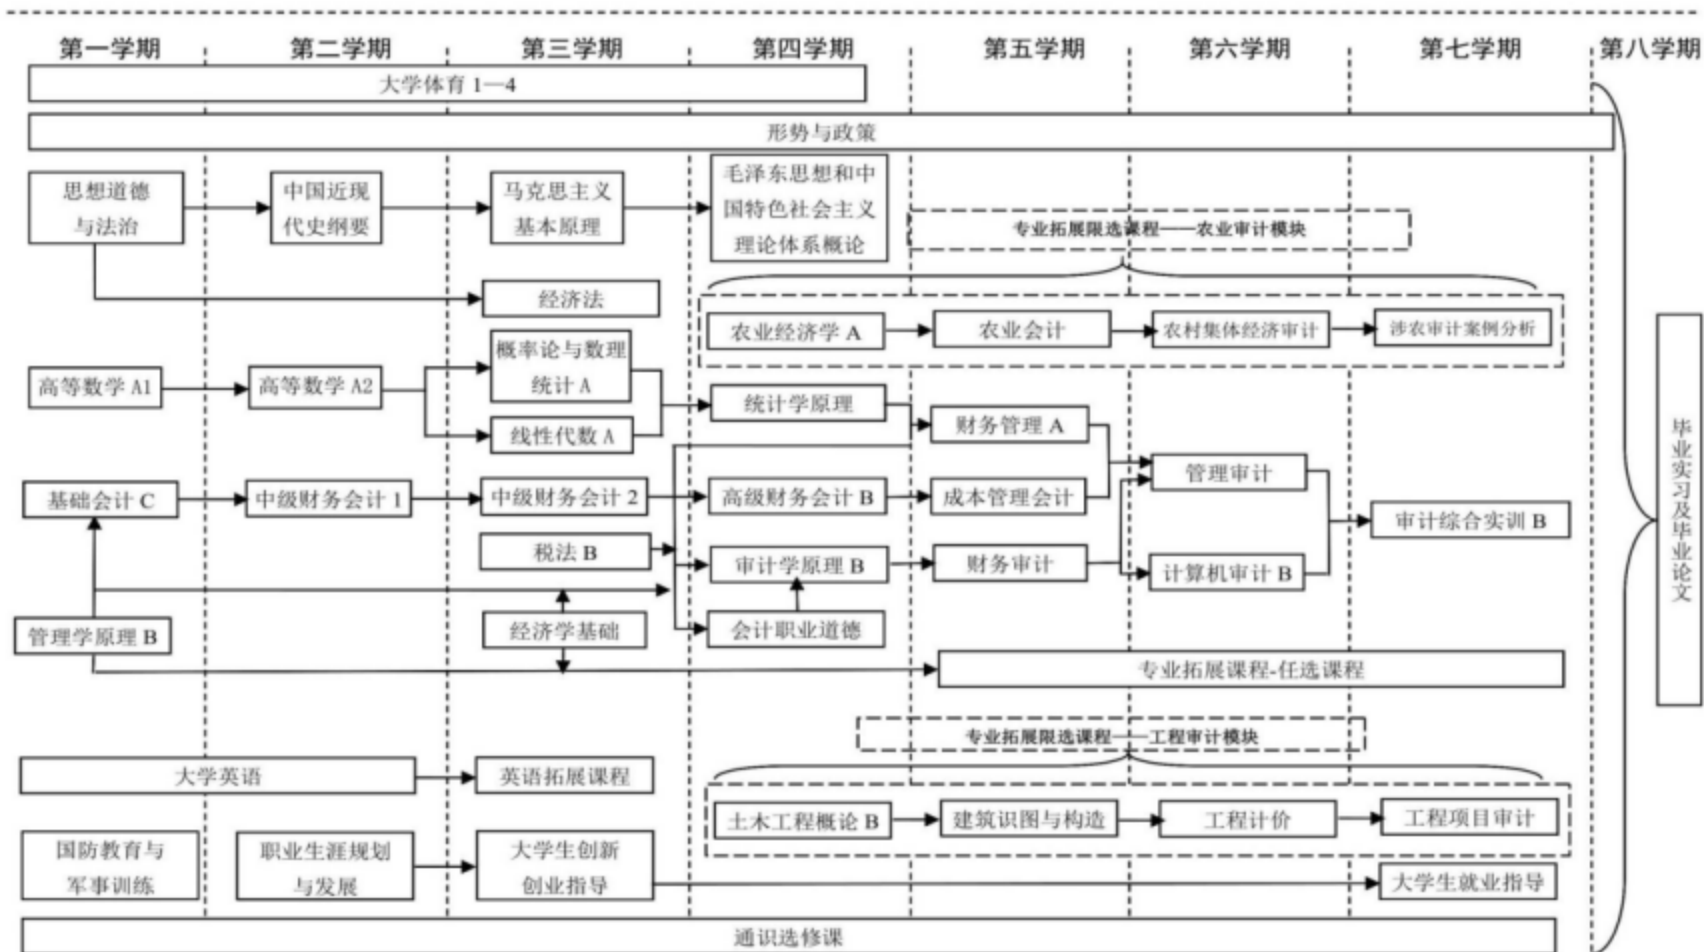 第一学期
第二学期
第三学期
第四学期
第五学期
第六学期
第七学期
第八学期
大学体育 1—4
形势与政策
思想道德
与法治
中国近现
代史纲要
马克思主义
基本原理
毛泽东思想和中
国特色社会主义
理论体系概论
专业拓展限选课程——农业审计模块
经济法
农业经济学 A
农业会计
农村集体经济审计
涉农审计案例分析
高等数学 A1
高等数学 A2
概率论与数理
统计 A
线性代数 A
统计学原理
财务管理 A
管理审计
基础会计 C
中级财务会计 1
中级财务会计 2
高级财务会计 B
成本管理会计
审计综合实训 B
税法 B
审计学原理 B
财务审计
计算机审计 B
管理学原理 B
经济学基础
会计职业道德
专业拓展课程-任选课程
毕业实习及毕业论文
专业拓展限选课程——工程审计模块
大学英语
英语拓展课程
土木工程概论 B
建筑识图与构造
工程计价
工程项目审计
国防教育与
军事训练
职业生涯规划
与发展
大学生创新
创业指导
大学生就业指导
通识选修课